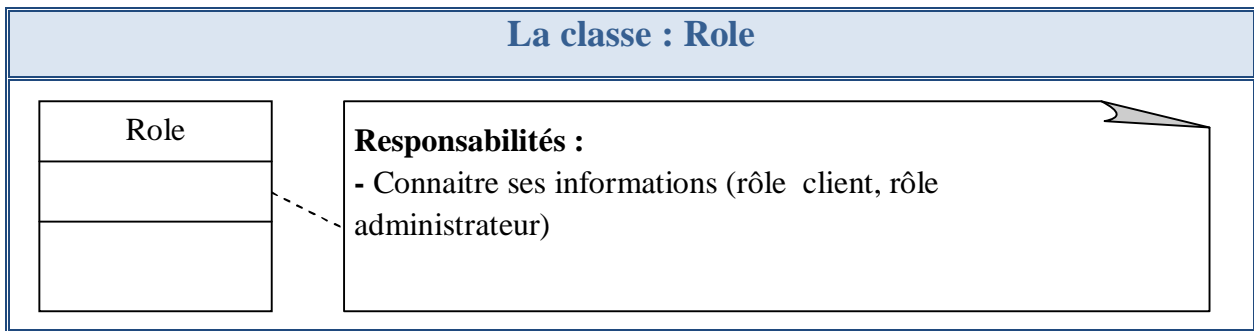 La classe : Role
Role
Responsabilités :
- Connaitre ses informations (rôle client, rôle
administrateur)